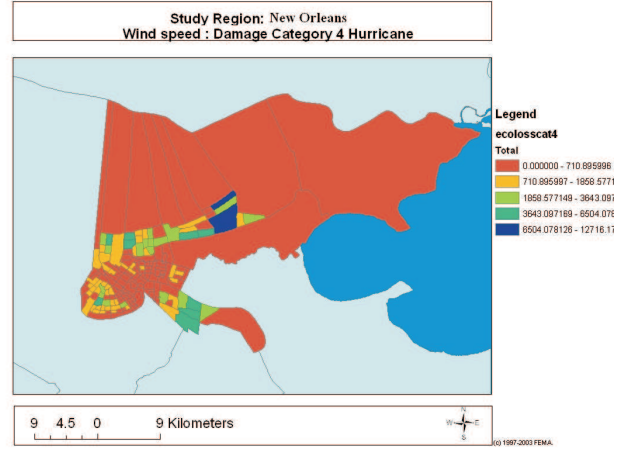 Study Region: New Orleans
Wind speed : Damage Category 4 Hurricane
Legend
ecolosscat4
Total
0.000000 - 710.895996
710.895997 - 1858.5771
1858.577149 - 3643.097
3643.097169 - 6504.078
6504.078126 - 12716.17
9 4.5 0 9 Kilometers
N
W E
S
(c) 1997-2003 FEMA.